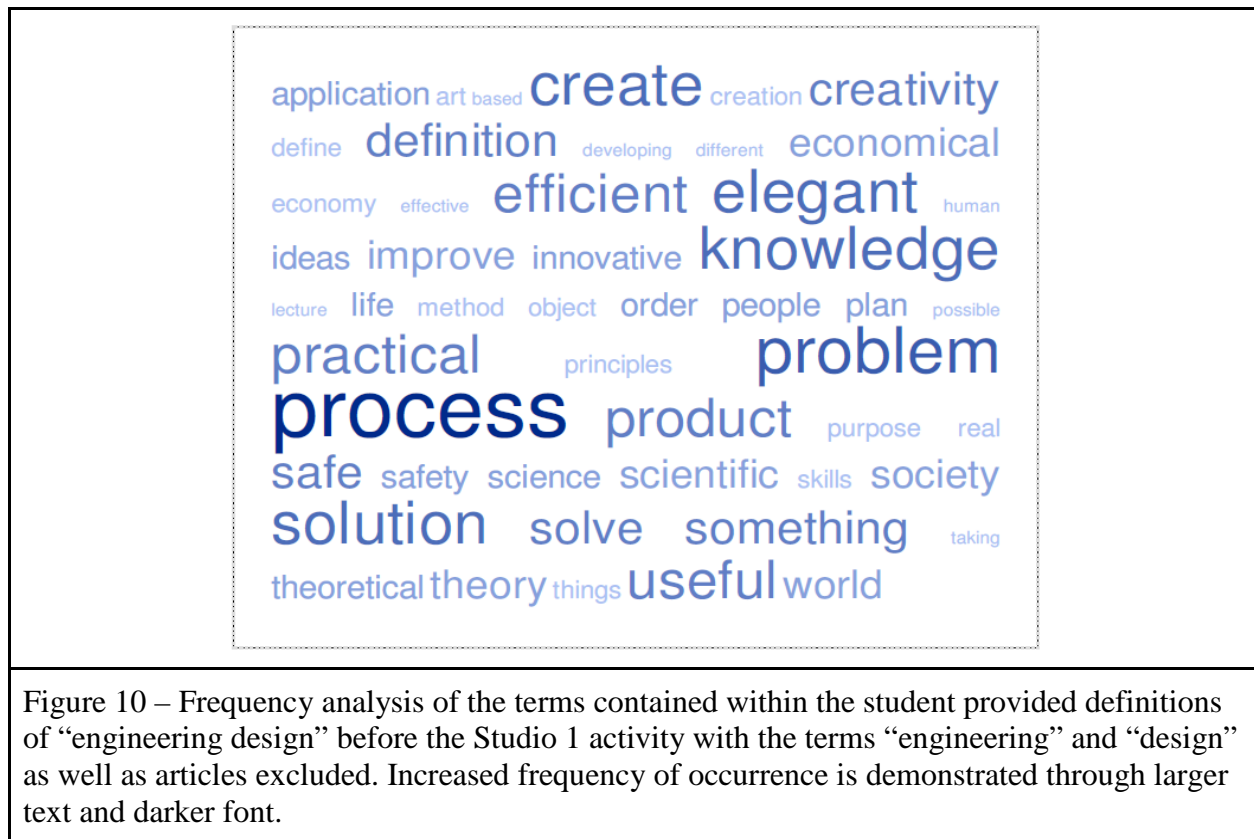 application art based create creation creativity
define definition developing different economical
economy effective efficient elegant human
ideas improve innovative knowledge
lecture life method object order people plan possible
practical principles problem
process product purpose real
safe safety science scientific skills society
solution solve something taking
theoretical theory things useful world
Figure 10 – Frequency analysis of the terms contained within the student provided definitions
of “engineering design” before the Studio 1 activity with the terms “engineering” and “design”
as well as articles excluded. Increased frequency of occurrence is demonstrated through larger
text and darker font.